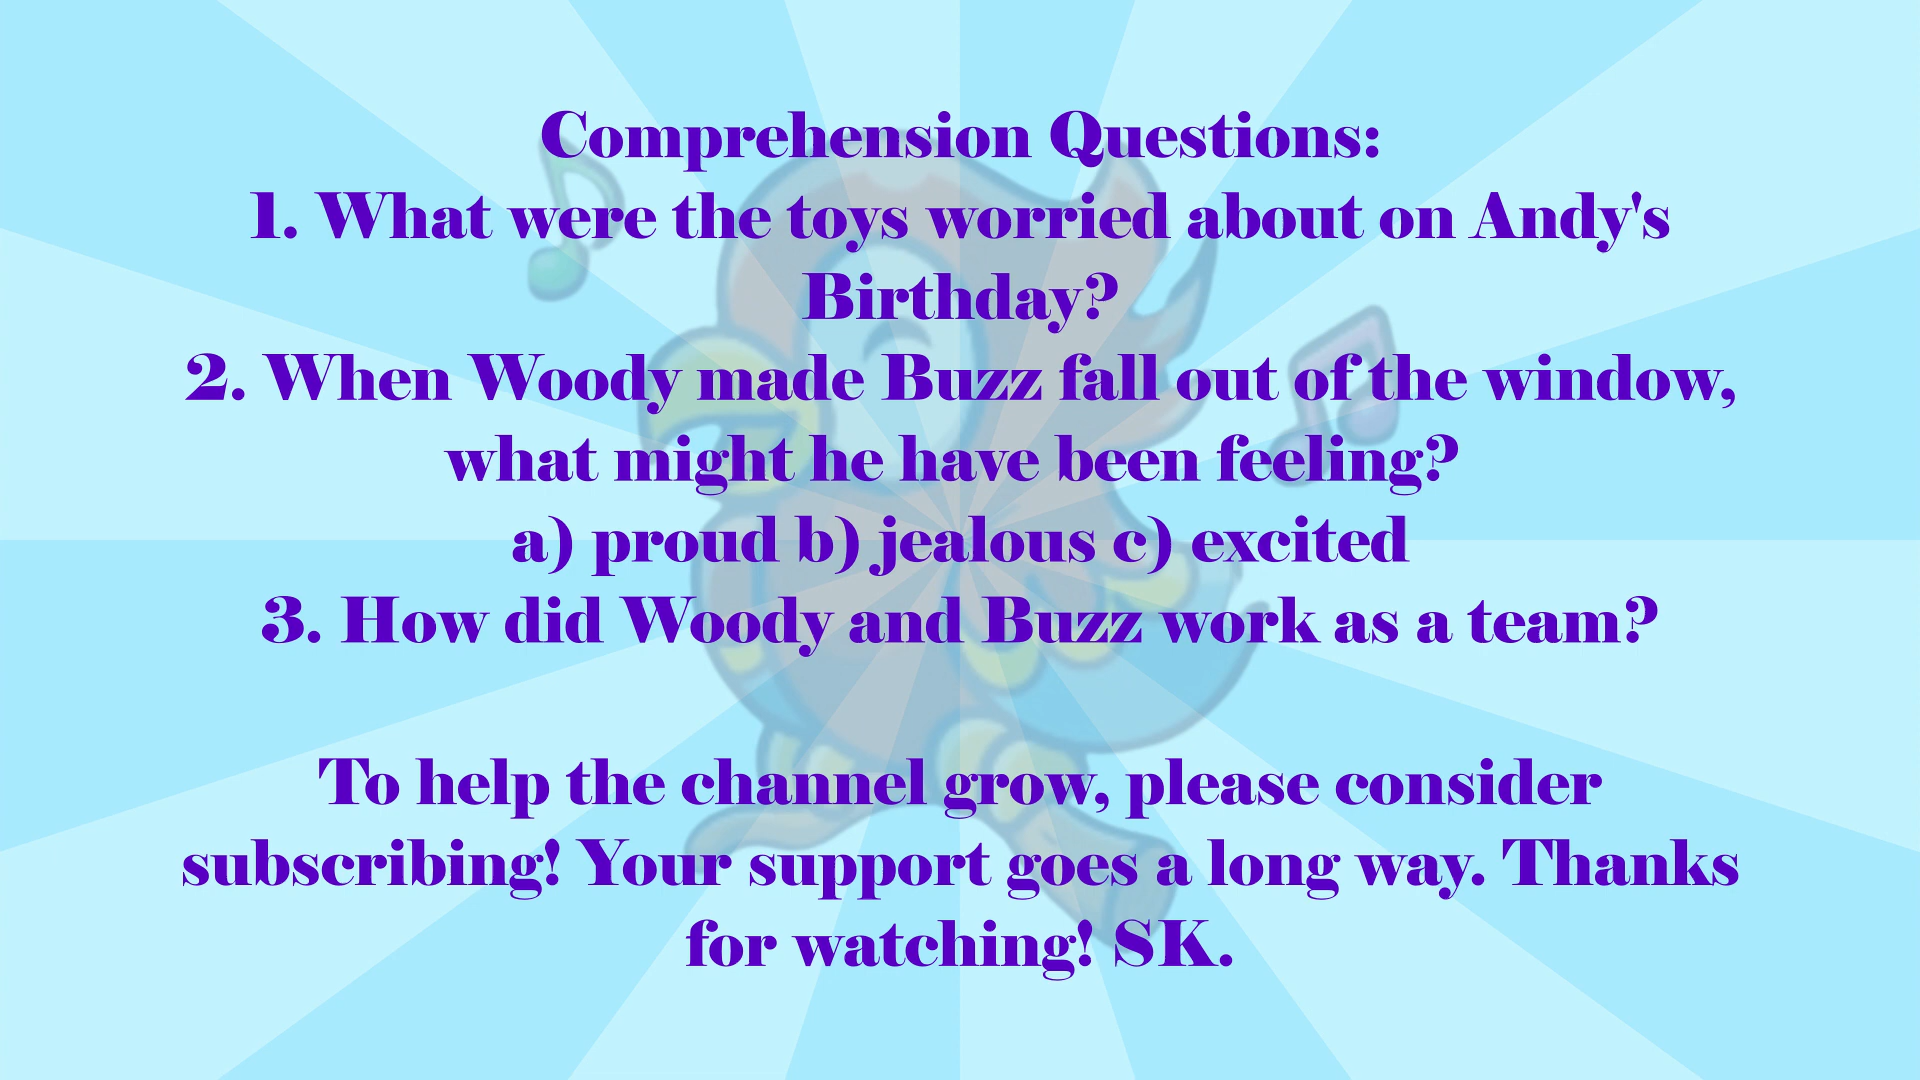 Comprehension Questions:
1. What were the toys worried about on Andy's
Birthday?
2. When Woody made Buzz fall out of the window,
what might he have been feeling?
a) proud b) jealous c) excited
3. How did Woody and Buzz work as a team?
To help the channel grow, please consider
subscribing! Your support goes a long way. Thanks
for watching! SK.